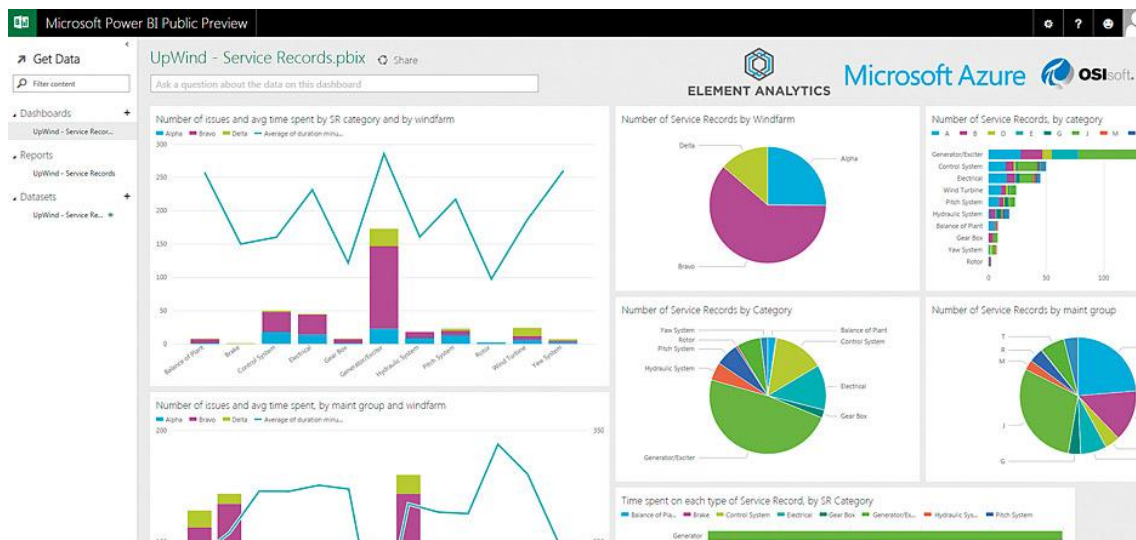 Microsoft Power BI Public Preview
?
Get Data
Filter content
Dashboards +
UpWind - Service Recor...
Reports
UpWind - Service Records
Datasets +
UpWind - Service Re...
UpWind - Service Records.pbix Share
Ask a question about the data on this dashboard
ELEMENT ANALYTICS
Microsoft Azure
OSIsoft.
Number of issues and avg time spent by SR category and by windfarm
Alpha Bravo Delta Average of duration minu...
300
250
200
150
100
50
0
Balance of Plant
Brake
Control System
Electrical
Gear Box
Generator/Exciter
Hydraulic System
Pitch System
Rotor
Wind Turbine
Yaw System
Number of Service Records by Windfarm
Delta
Alpha
Bravo
Number of Service Records, by category
A B D E G J M
Generator/Exciter
Control System
Electrical
Wind Turbine
Pitch System
Hydraulic System
Balance of Plant
Gear Box
Yaw System
Rotor
0 50 100
Number of Service Records by Category
Yaw System
Rotor
Pitch System
Hydraulic System
Generator/Exciter
Balance of Plant
Control System
Electrical
Gear Box
Number of Service Records by maint group
T
R
M
J
G
Number of issues and avg time spent, by maint group and windfarm
Alpha Bravo Delta Average of duration minu...
200
350
Time spent on each type of Service Record, by SR Category
Balance of Pla... Brake Control System Electrical Gear Box Generator/Ex... Hydraulic Sys... Pitch System
Generator